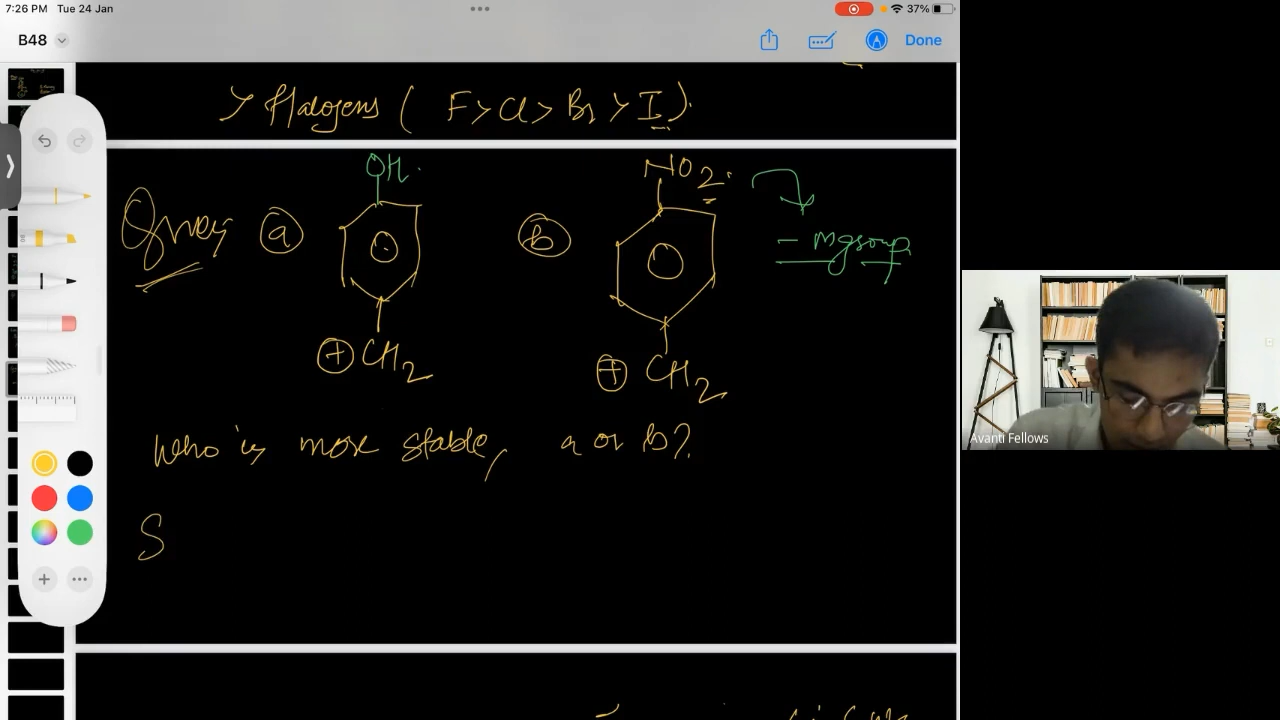 7:26 PM Tue 24 Jan
37%
B48
Done
> Halogens ( F > Cl > Br > I ).
Ques
a
OH
⊕ CH2
b
NO2
⊕ CH2
- M group
Who is more stable, a or b?
S
Avanti Fellows